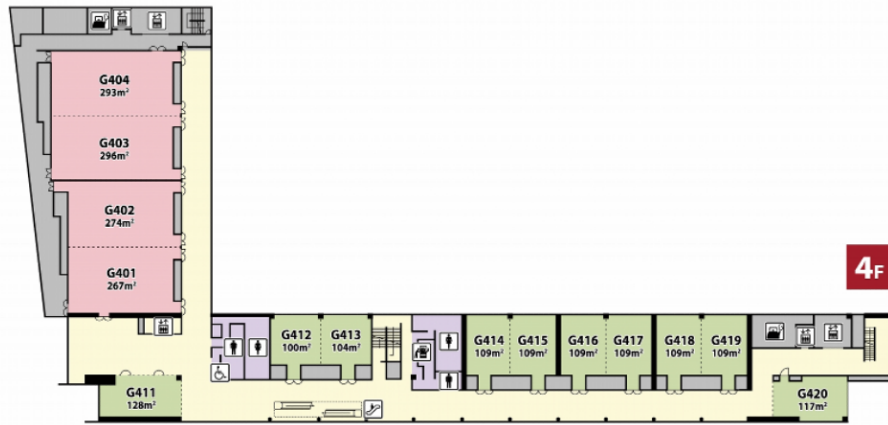 G404
293m²
G403
296m²
G402
274m²
G401
267m²
4F
G412
100m²
G413
104m²
G414
109m²
G415
109m²
G416
109m²
G417
109m²
G418
109m²
G419
109m²
G411
128m²
G420
117m²